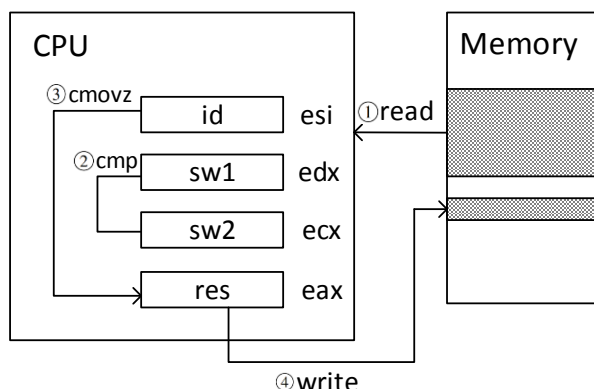 CPU
Memory
③cmovz
id
esi
①read
②cmp
sw1
edx
sw2
ecx
res
eax
④write